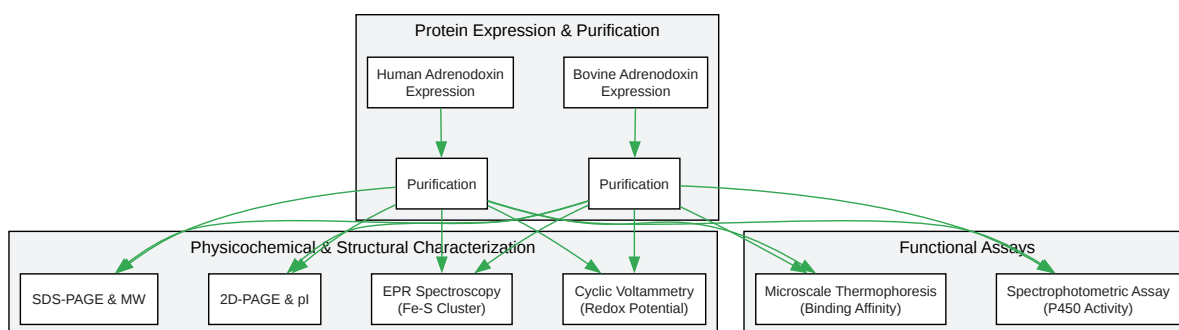 Protein Expression & Purification
Human Adrenodoxin
Expression
Bovine Adrenodoxin
Expression
Purification
Purification
Physicochemical & Structural Characterization
Functional Assays
SDS-PAGE & MW
2D-PAGE & pI
EPR Spectroscopy
(Fe-S Cluster)
Cyclic Voltammetry
(Redox Potential)
Microscale Thermophoresis
(Binding Affinity)
Spectrophotometric Assay
(P450 Activity)